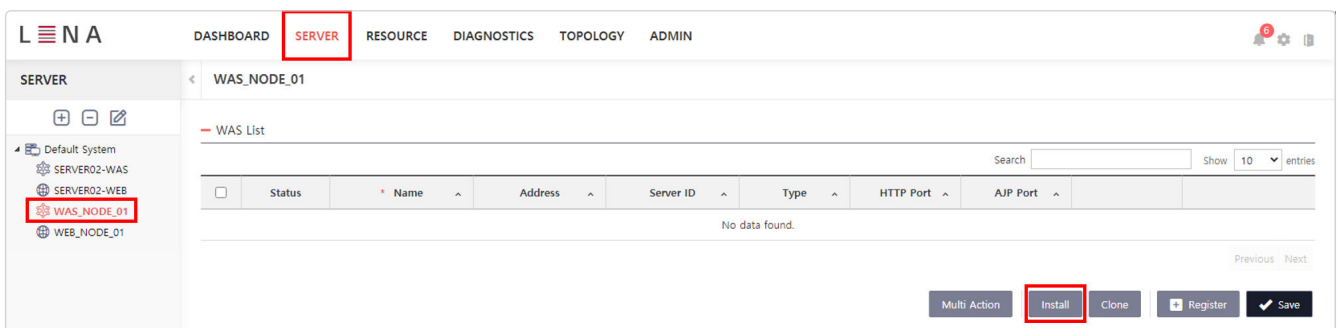 LENA
DASHBOARD SERVER RESOURCE DIAGNOSTICS TOPOLOGY ADMIN
6
SERVER
WAS_NODE_01
WAS List
Default System
SERVER02-WAS
SERVER02-WEB
WAS_NODE_01
WEB_NODE_01
Search
Show 10 entries
Status * Name Address Server ID Type HTTP Port AJP Port
No data found.
Previous Next
Multi Action Install Clone Register Save